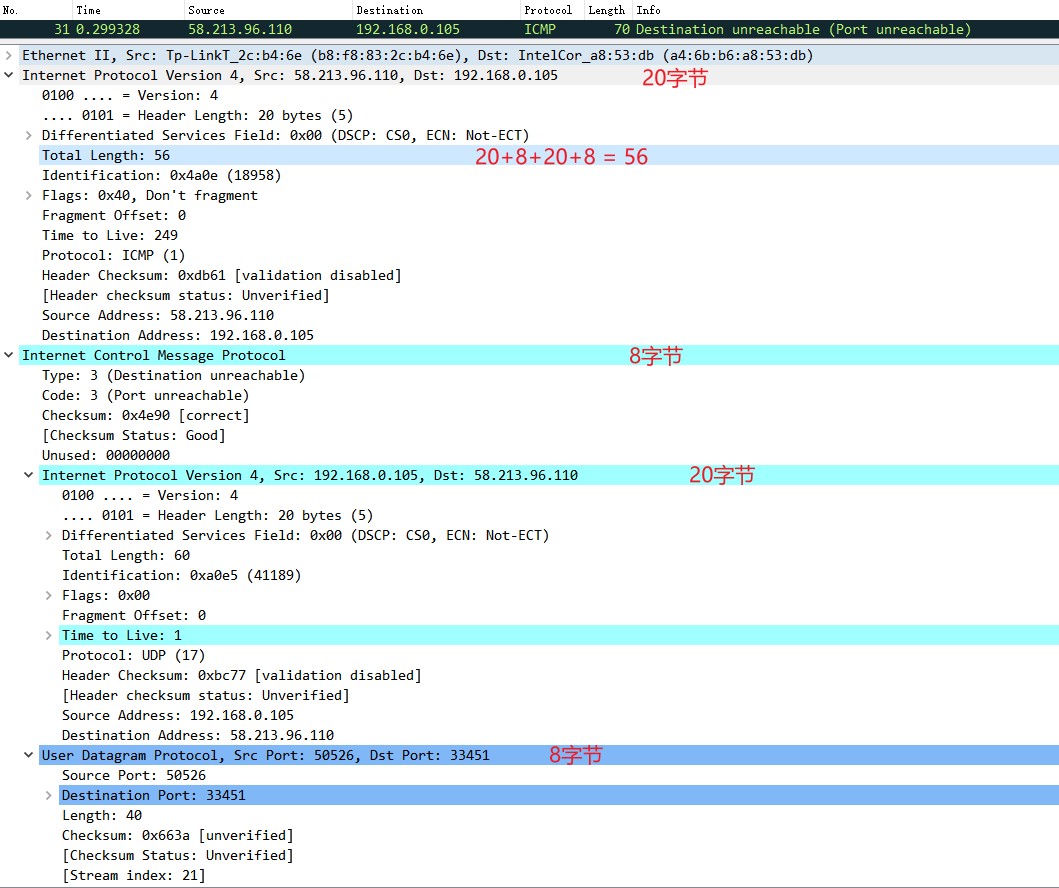 No. Time Source Destination Protocol Length Info
31 0.299328 58.213.96.110 192.168.0.105 ICMP 70 Destination unreachable (Port unreachable)
Ethernet II, Src: Tp-LinkT_2c:b4:6e (b8:f8:83:2c:b4:6e), Dst: IntelCor_a8:53:db (a4:6b:b6:a8:53:db)
Internet Protocol Version 4, Src: 58.213.96.110, Dst: 192.168.0.105 20字节
0100 .... = Version: 4
.... 0101 = Header Length: 20 bytes (5)
Differentiated Services Field: 0x00 (DSCP: CS0, ECN: Not-ECT)
Total Length: 56 20+8+20+8 = 56
Identification: 0x4a0e (18958)
Flags: 0x40, Don't fragment
Fragment Offset: 0
Time to Live: 249
Protocol: ICMP (1)
Header Checksum: 0xdb61 [validation disabled]
[Header checksum status: Unverified]
Source Address: 58.213.96.110
Destination Address: 192.168.0.105
Internet Control Message Protocol 8字节
Type: 3 (Destination unreachable)
Code: 3 (Port unreachable)
Checksum: 0x4e90 [correct]
[Checksum Status: Good]
Unused: 00000000
Internet Protocol Version 4, Src: 192.168.0.105, Dst: 58.213.96.110 20字节
0100 .... = Version: 4
.... 0101 = Header Length: 20 bytes (5)
Differentiated Services Field: 0x00 (DSCP: CS0, ECN: Not-ECT)
Total Length: 60
Identification: 0xa0e5 (41189)
Flags: 0x00
Fragment Offset: 0
Time to Live: 1
Protocol: UDP (17)
Header Checksum: 0xbc77 [validation disabled]
[Header checksum status: Unverified]
Source Address: 192.168.0.105
Destination Address: 58.213.96.110
User Datagram Protocol, Src Port: 50526, Dst Port: 33451 8字节
Source Port: 50526
Destination Port: 33451
Length: 40
Checksum: 0x663a [unverified]
[Checksum Status: Unverified]
[Stream index: 21]